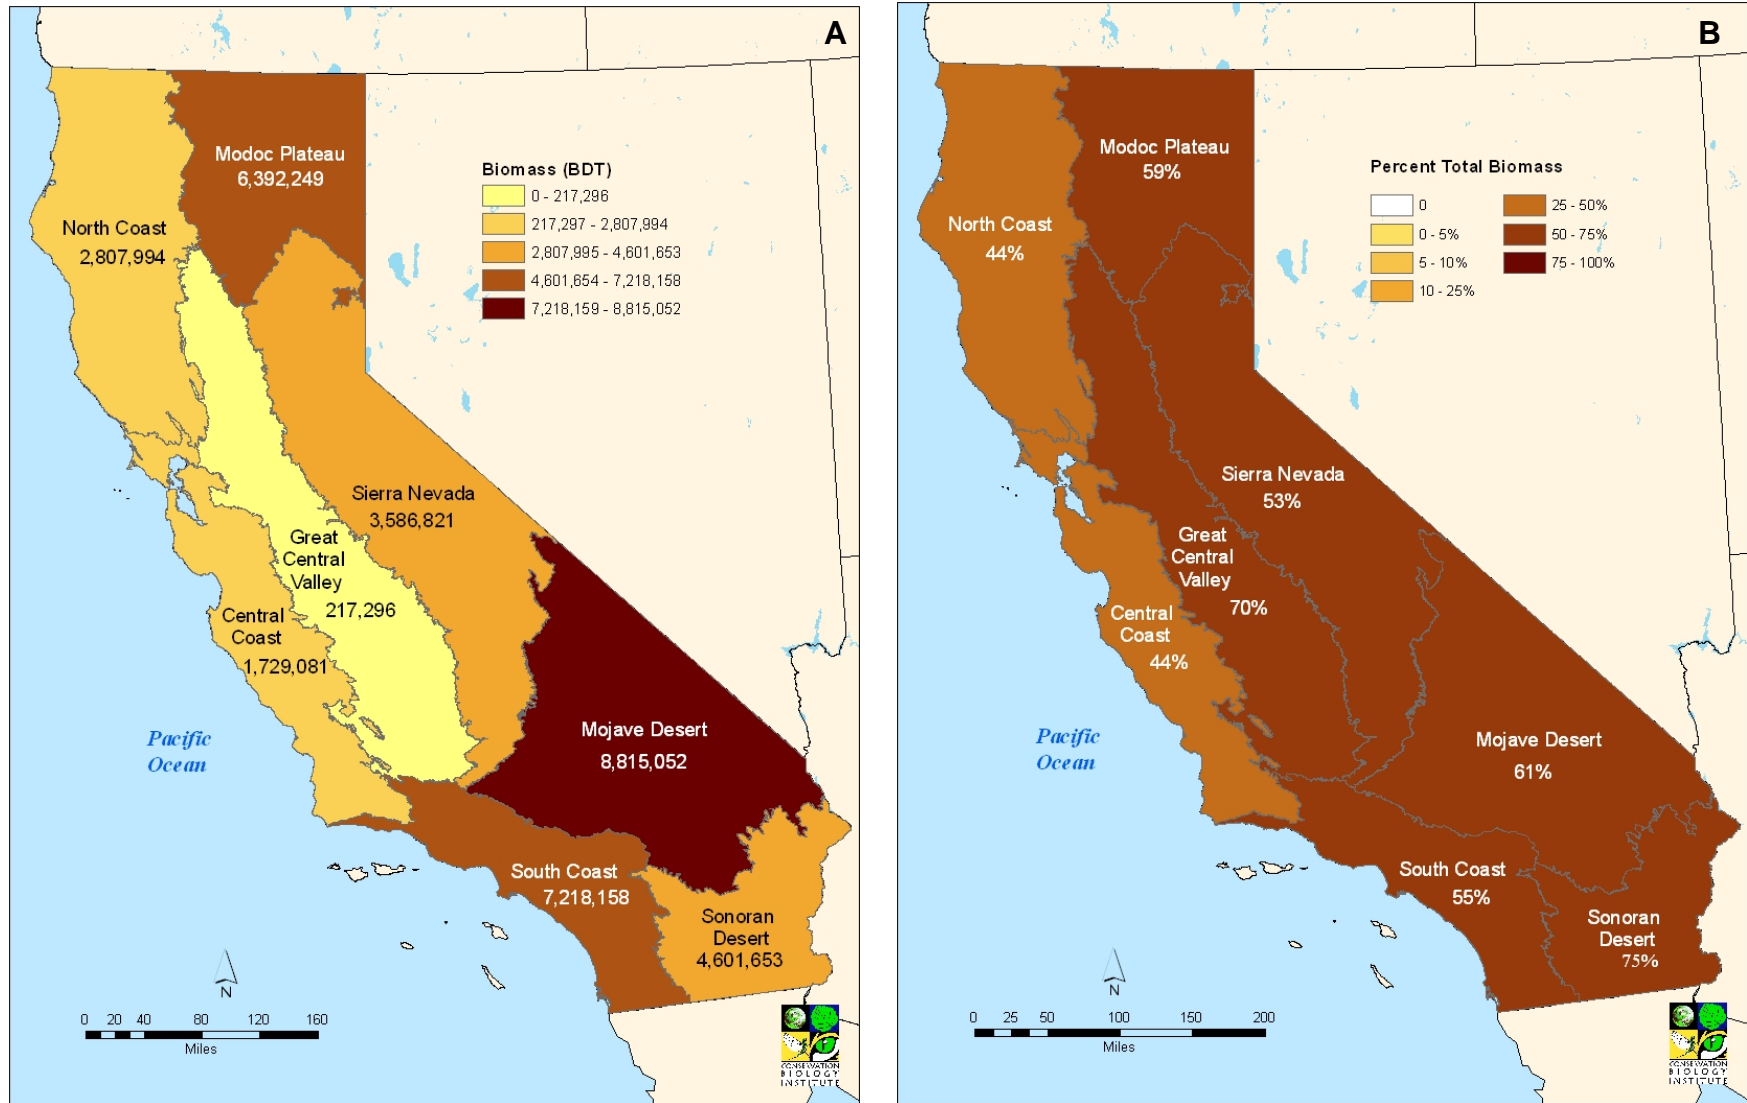 A
Modoc Plateau
6,392,249
Biomass (BDT)
0 - 217,296
217,297 - 2,807,994
2,807,995 - 4,601,653
4,601,654 - 7,218,158
7,218,159 - 8,815,052
North Coast
2,807,994
Sierra Nevada
3,586,821
Great
Central
Valley
217,296
Central
Coast
1,729,081
Pacific
Ocean
Mojave Desert
8,815,052
South Coast
7,218,158
Sonoran
Desert
4,601,653
N
0 20 40 80 120 160
Miles
CONSERVATION
BIOLOGY
INSTITUTE
B
Modoc Plateau
59%
Percent Total Biomass
0
0 - 5%
5 - 10%
10 - 25%
25 - 50%
50 - 75%
75 - 100%
North Coast
44%
Sierra Nevada
53%
Great
Central
Valley
70%
Central
Coast
44%
Pacific
Ocean
Mojave Desert
61%
South Coast
55%
Sonoran
Desert
75%
N
0 25 50 100 150 200
Miles
CONSERVATION
BIOLOGY
INSTITUTE